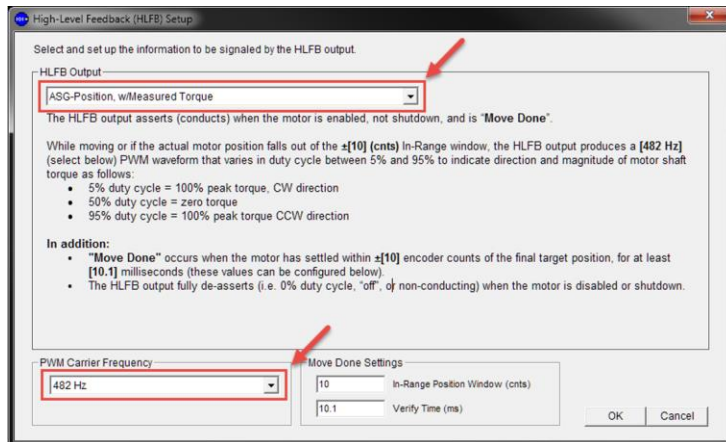 High-Level Feedback (HLFB) Setup
Select and set up the information to be signaled by the HLFB output.
HLFB Output
ASG-Position, w/Measured Torque
The HLFB output asserts (conducts) when the motor is enabled, not shutdown, and is "Move Done".
While moving or if the actual motor position falls out of the ±[10] (cnts) In-Range window, the HLFB output produces a [482 Hz]
(select below) PWM waveform that varies in duty cycle between 5% and 95% to indicate direction and magnitude of motor shaft
torque as follows:
• 5% duty cycle = 100% peak torque, CW direction
• 50% duty cycle = zero torque
• 95% duty cycle = 100% peak torque CCW direction
In addition:
• "Move Done" occurs when the motor has settled within ±[10] encoder counts of the final target position, for at least
[10.1] milliseconds (these values can be configured below).
• The HLFB output fully de-asserts (i.e. 0% duty cycle, "off", or non-conducting) when the motor is disabled or shutdown.
PWM Carrier Frequency
482 Hz
Move Done Settings
10 In-Range Position Window (cnts)
10.1 Verify Time (ms)
OK Cancel